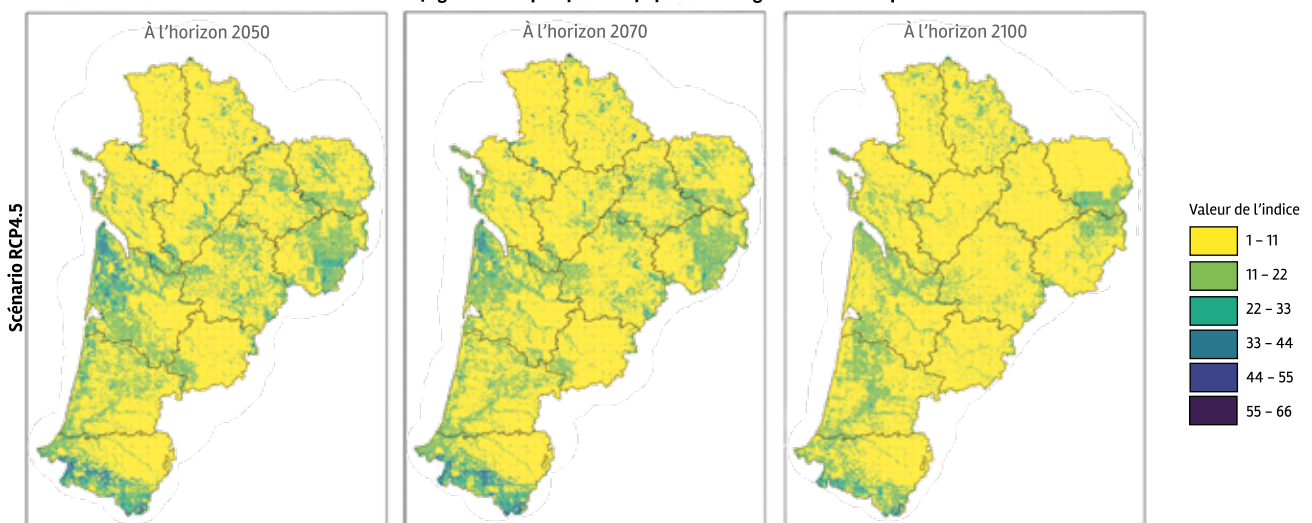 À l'horizon 2050
À l'horizon 2070
À l'horizon 2100
Scénario RCP4.5
Valeur de l'indice
1 – 11
11 – 22
22 – 33
33 – 44
44 – 55
55 – 66